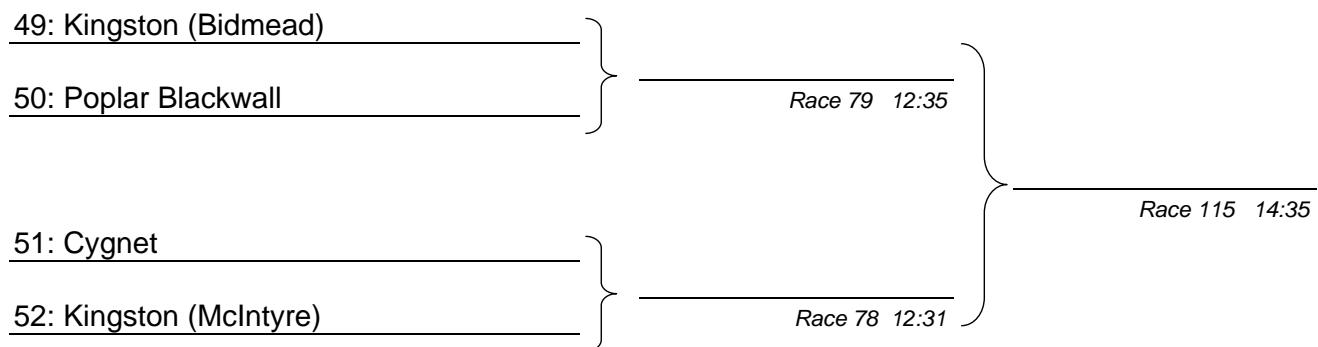 49: Kingston (Bidmead)
50: Poplar Blackwall
Race 79 12:35
Race 115 14:35
51: Cygnet
52: Kingston (McIntyre)
Race 78 12:31